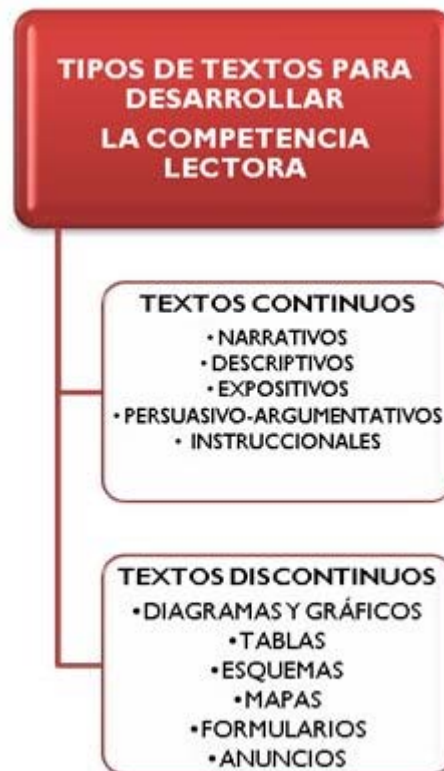 TIPOS DE TEXTOS PARA
DESARROLLAR
LA COMPETENCIA
LECTORA
TEXTOS CONTINUOS
• NARRATIVOS
• DESCRIPTIVOS
• EXPOSITIVOS
• PERSUASIVO-ARGUMENTATIVOS
• INSTRUCCIONALES
TEXTOS DISCONTINUOS
• DIAGRAMAS Y GRÁFICOS
• TABLAS
• ESQUEMAS
• MAPAS
• FORMULARIOS
• ANUNCIOS